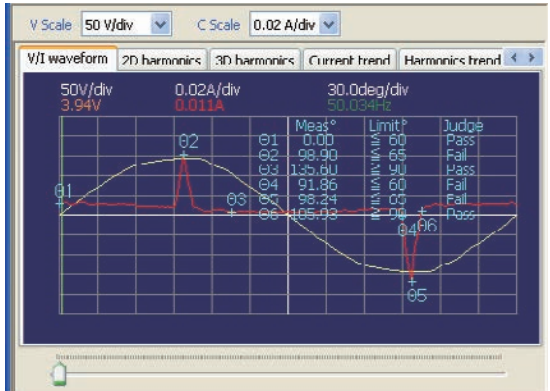 V Scale 50 V/div C Scale 0.02 A/div
V/I waveform 2D harmonics 3D harmonics Current trend Harmonics trend
50V/div 0.02A/div 30.0deg/div
3.94V 0.011A 50.034Hz
Meas° Limit° Judge
θ1 0.00 ≦ 60 Pass
θ2 98.90 ≦ 65 Fail
θ3 135.60 ≦ 90 Pass
θ4 91.86 ≦ 60 Fail
θ5 98.24 ≦ 65 Fail
θ6 105.93 ≦ 90 Pass
θ2
θ1
θ3
θ4 θ6
θ5